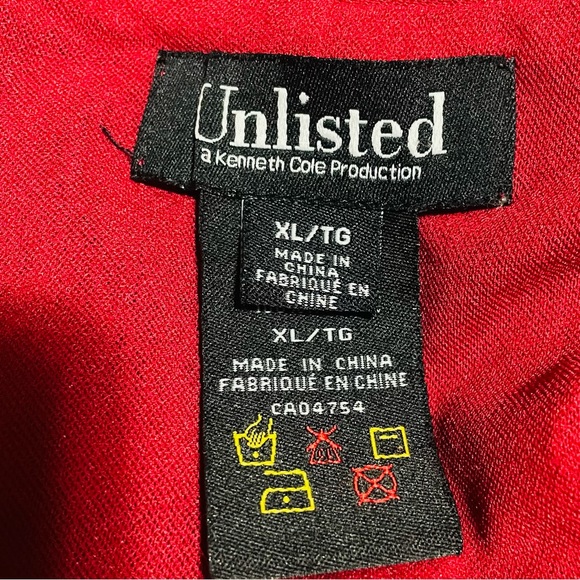 Unlisted
a Kenneth Cole Production
XL/TG
MADE IN
CHINA
FABRIQUÉ EN
CHINE
XL/TG
MADE IN CHINA
FABRIQUÉ EN CHINE
CA04754